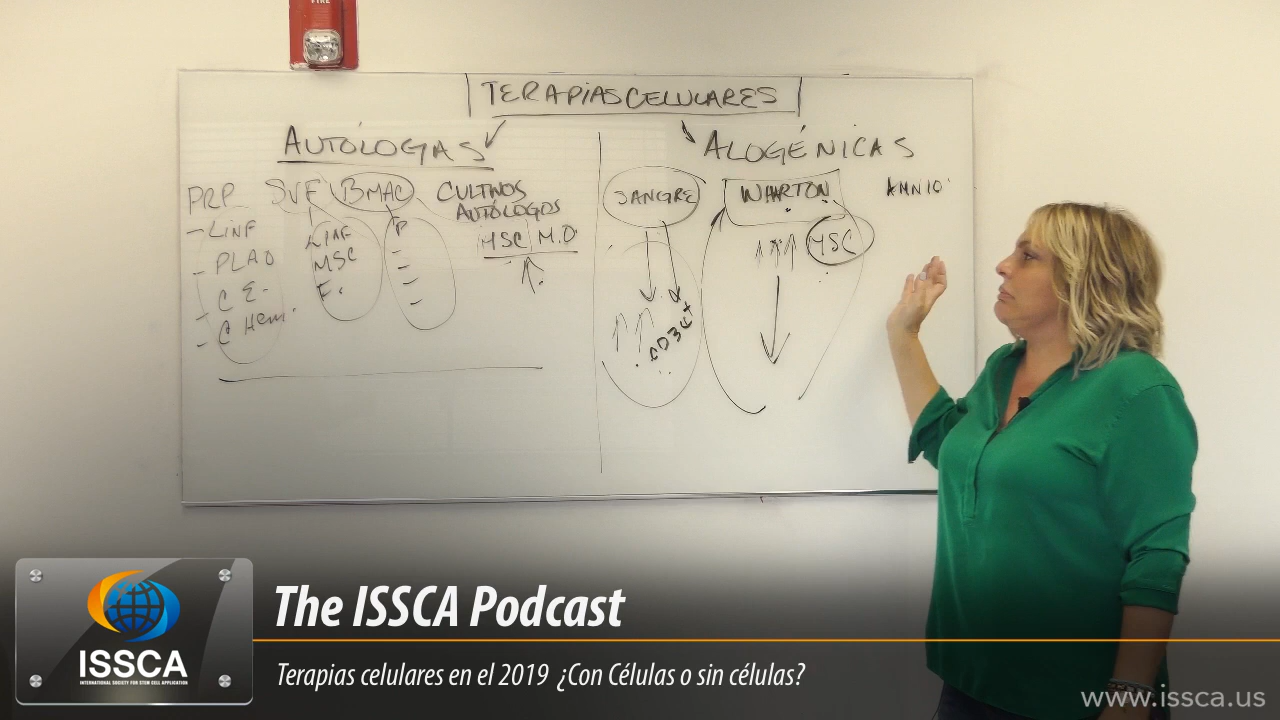 FIRE
TERAPIAS CELULARES
AUTÓLOGAS
ALOGÉNICAS
PRP SVF BMAC CULTIVOS
AUTÓLOGOS
- LINF
- PLAQ
- C E-
- C Hem.
LINF
MSC
F.
P
MSC M.O
SANGRE
WHARTON
AMNIO
MSC
CD34+
The ISSCA Podcast
Terapias celulares en el 2019 ¿Con Células o sin células?
ISSCA
INTERNATIONAL SOCIETY FOR STEM CELL APPLICATION
www.issca.us